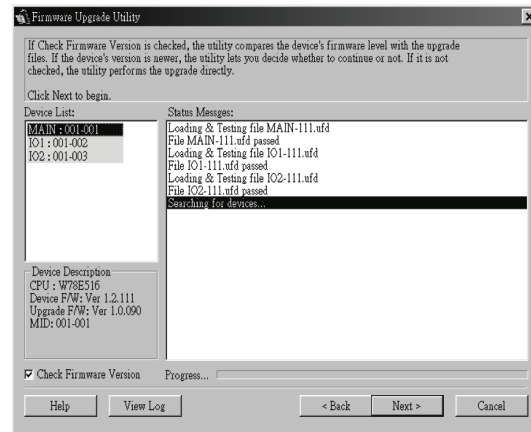 Firmware Upgrade Utility
If Check Firmware Version is checked, the utility compares the device's firmware level with the upgrade
files. If the device's version is newer, the utility lets you decide whether to continue or not. If it is not
checked, the utility performs the upgrade directly.
Click Next to begin.
Device List:
MAIN : 001-001
IO1 : 001-002
IO2 : 001-003
Status Messges:
Loading & Testing file MAIN-111.ufd
File MAIN-111.ufd passed
Loading & Testing file IO1-111.ufd
File IO1-111.ufd passed
Loading & Testing file IO2-111.ufd
File IO2-111.ufd passed
Searching for devices...
Device Description
CPU : W78E516
Device F/W: Ver 1.2.111
Upgrade F/W: Ver 1.0.090
MID: 001-001
Check Firmware Version
Progress...
Help
View Log
< Back
Next >
Cancel